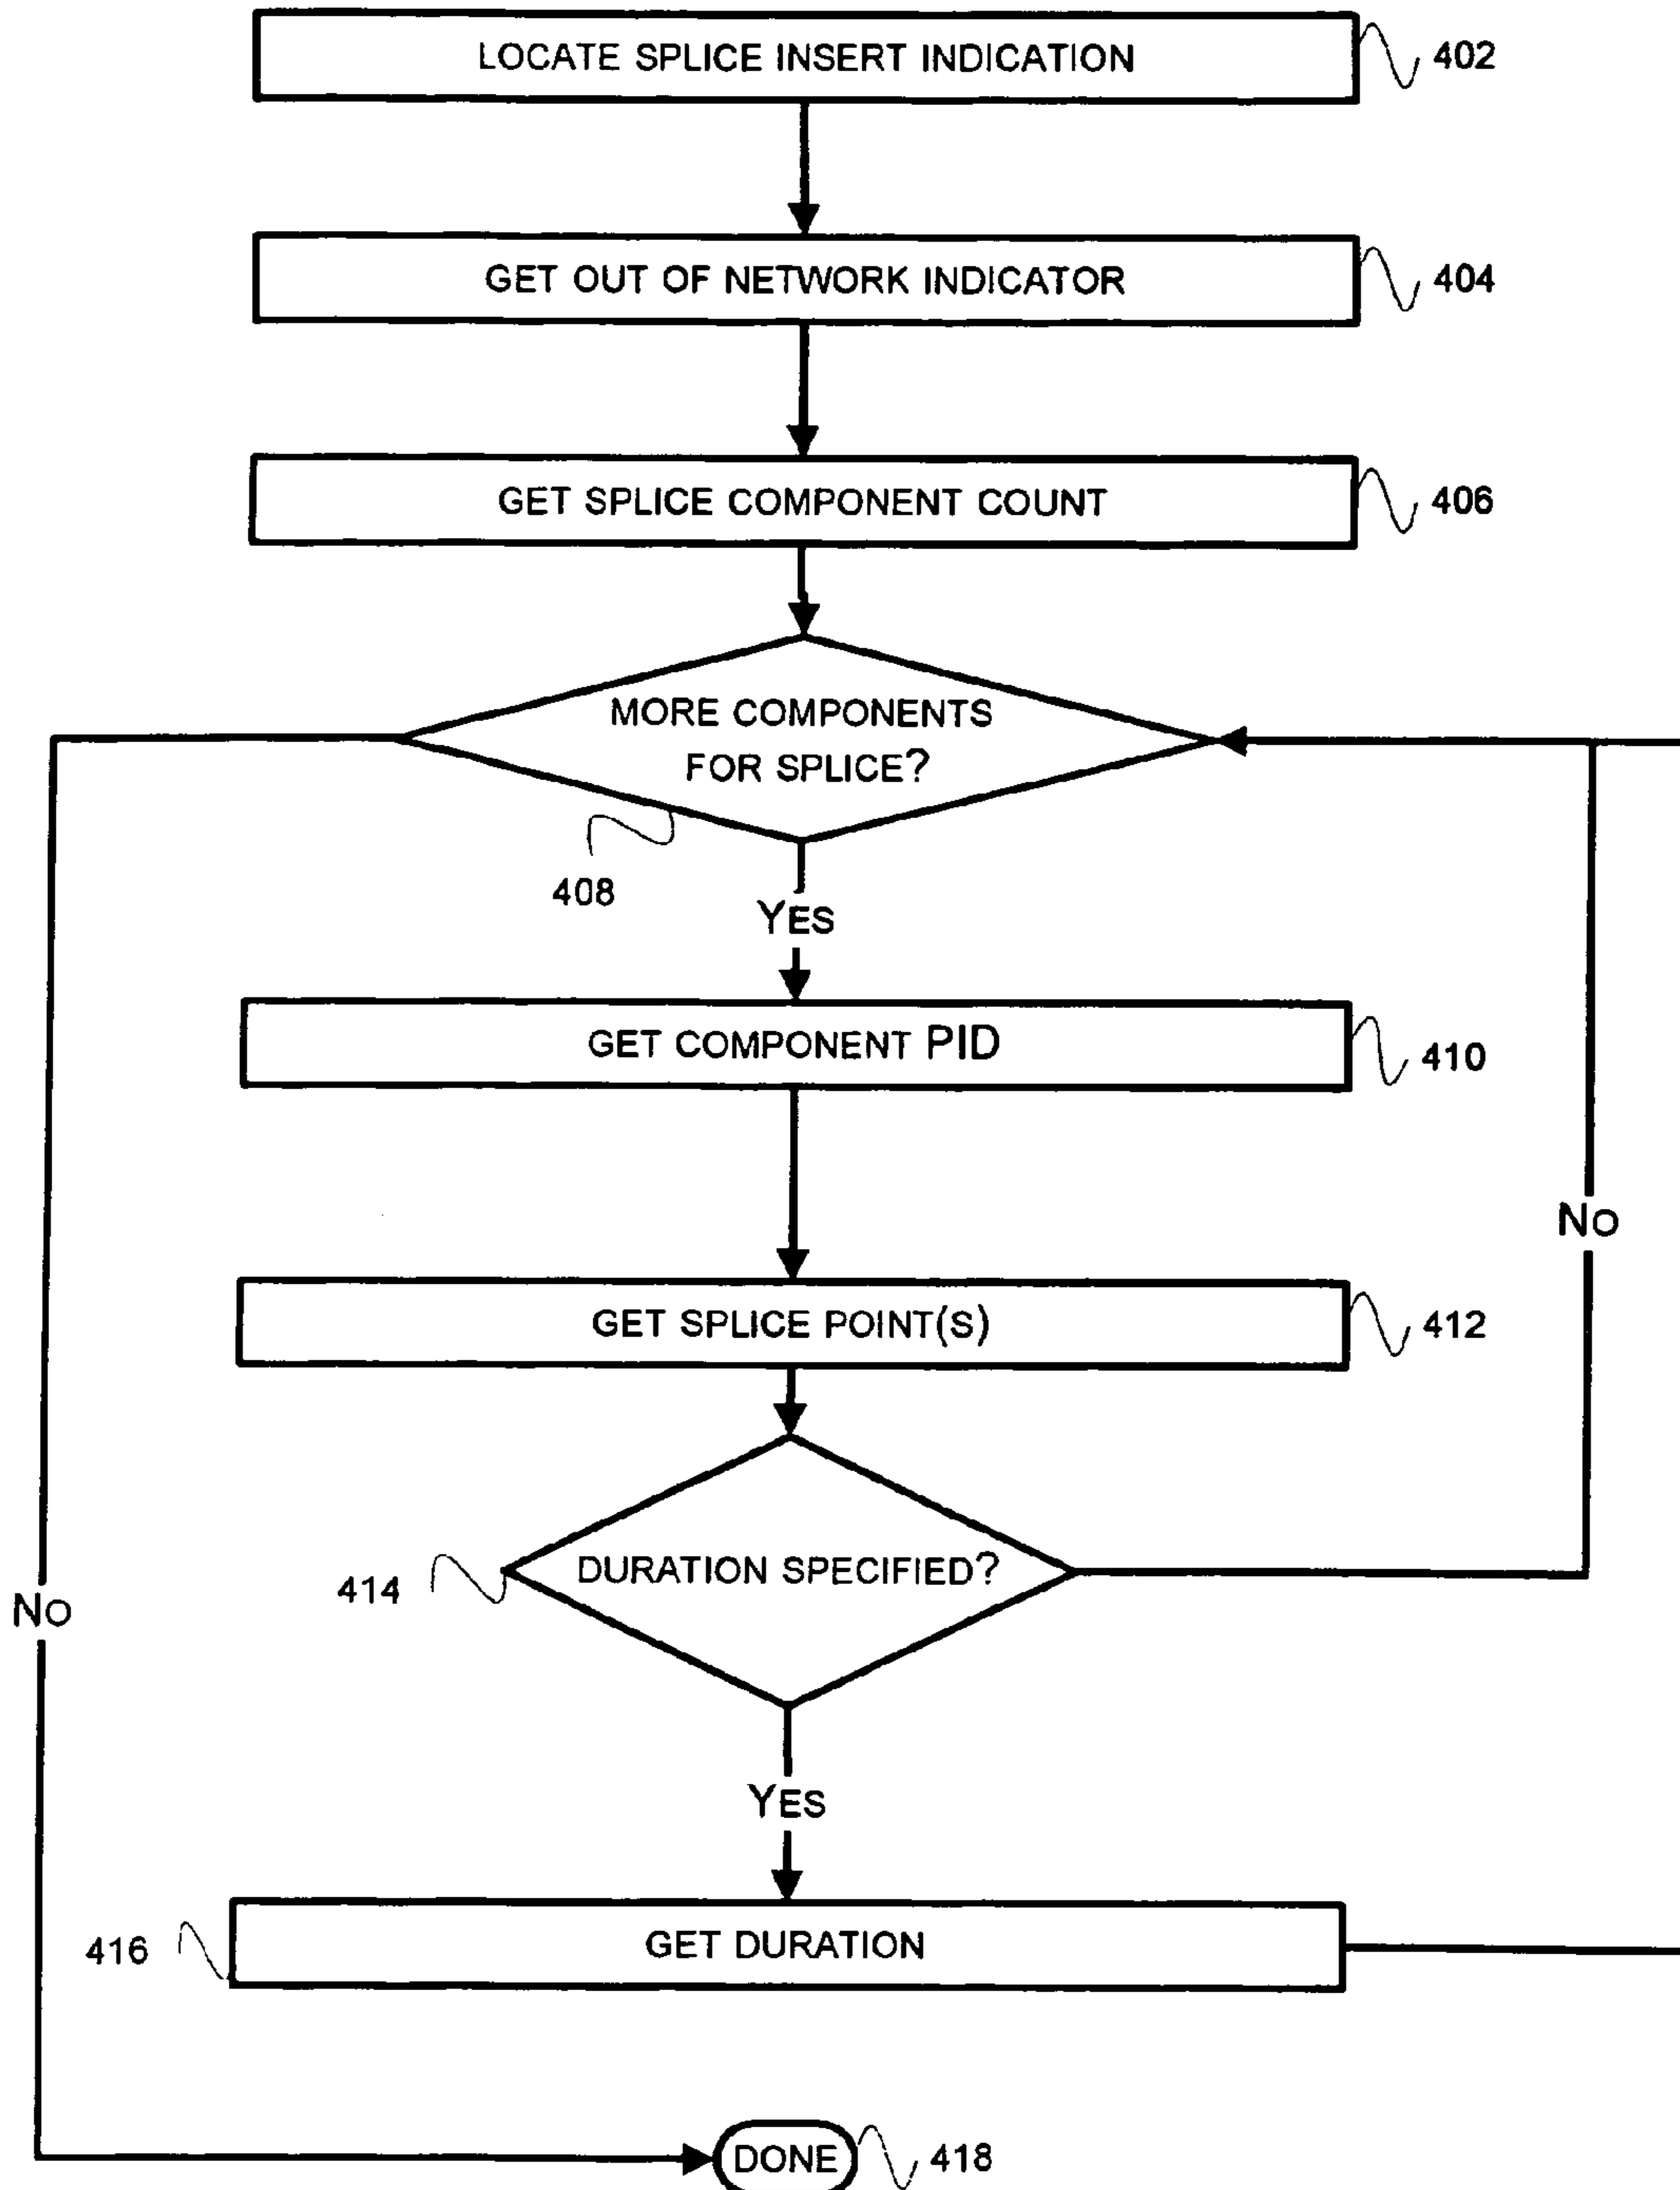 LOCATE SPLICE INSERT INDICATION
402
GET OUT OF NETWORK INDICATOR
404
GET SPLICE COMPONENT COUNT
406
MORE COMPONENTS
FOR SPLICE?
408
YES
GET COMPONENT PID
410
NO
GET SPLICE POINT(S)
412
DURATION SPECIFIED?
414
NO
YES
GET DURATION
416
DONE
418